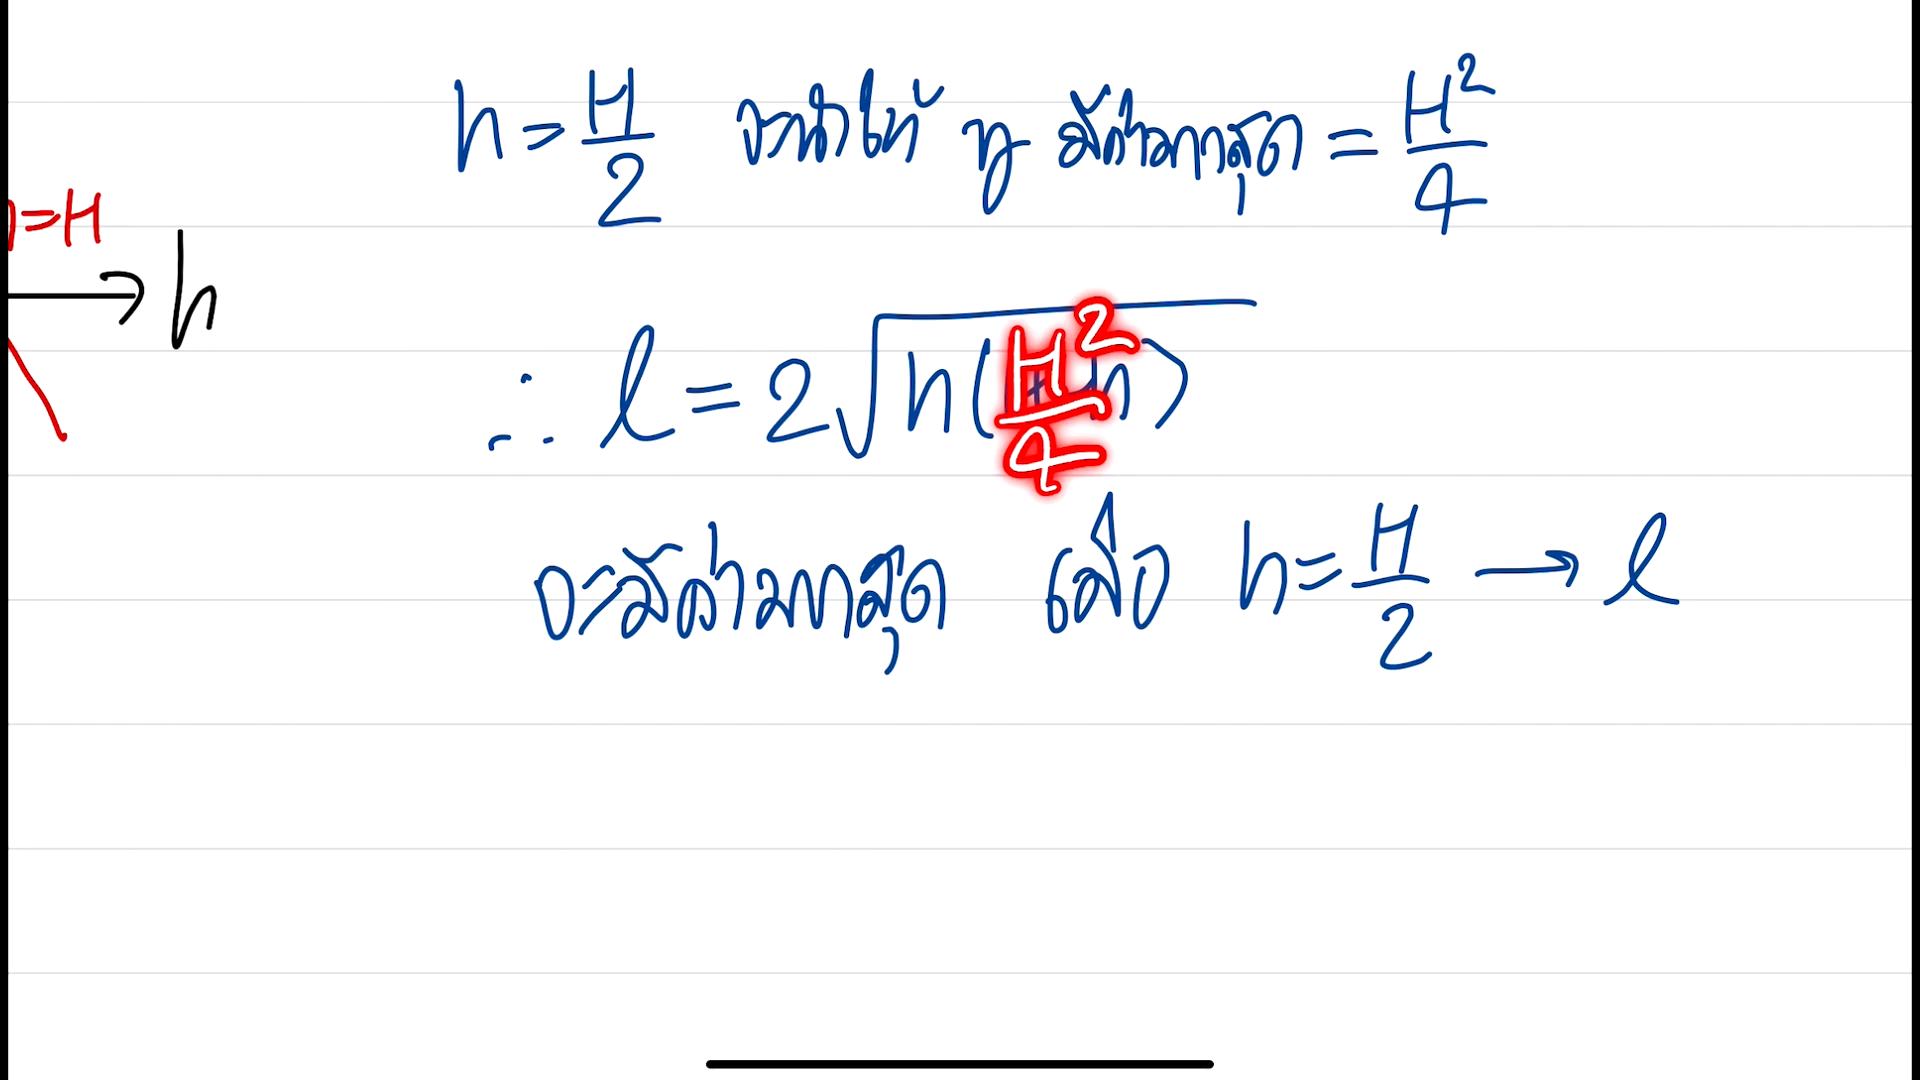 h = H/2 จะทำให้ y มีค่ามากสุด = H²/4
=H
h
∴ l = 2√h(H-h)
H²/4
จะมีค่ามากสุด เมื่อ h = H/2 → l